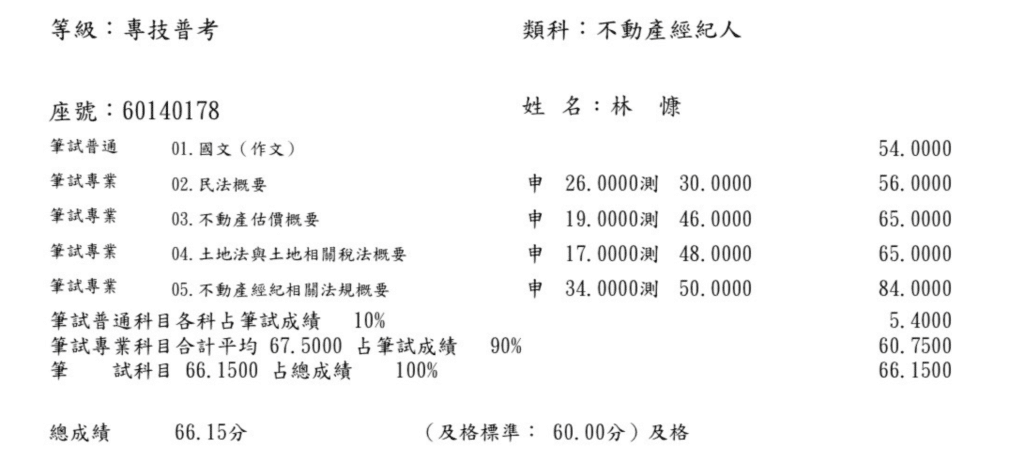 等級：專技普考 類科：不動產經紀人
座號：60140178 姓 名：林 慷
筆試普通 01.國文（作文） 54.0000
筆試專業 02.民法概要 申 26.0000測 30.0000 56.0000
筆試專業 03.不動產估價概要 申 19.0000測 46.0000 65.0000
筆試專業 04.土地法與土地相關稅法概要 申 17.0000測 48.0000 65.0000
筆試專業 05.不動產經紀相關法規概要 申 34.0000測 50.0000 84.0000
筆試普通科目各科占筆試成績 10% 5.4000
筆試專業科目合計平均 67.5000 占筆試成績 90% 60.7500
筆 試科目 66.1500 占總成績 100% 66.1500
總成績 66.15分 （及格標準： 60.00分）及格